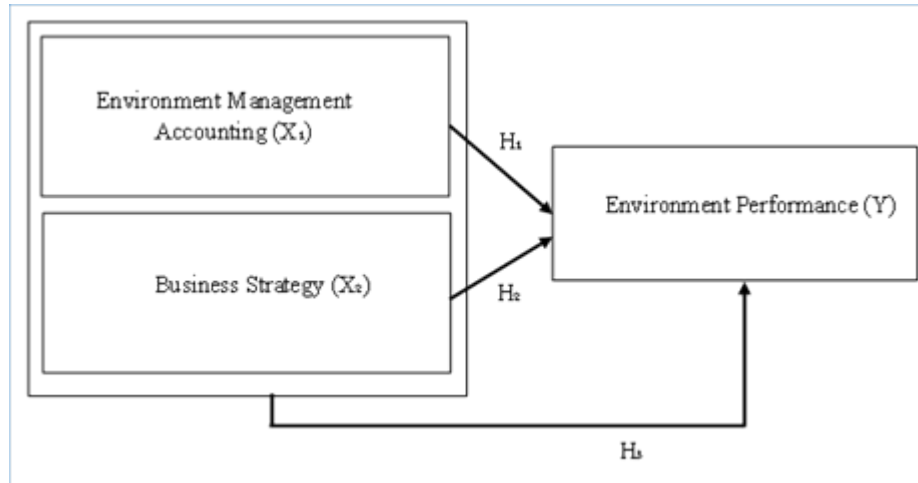 Environment Management
Accounting (X₁)
H₁
Environment Performance (Y)
Business Strategy (X₂)
H₂
H₃